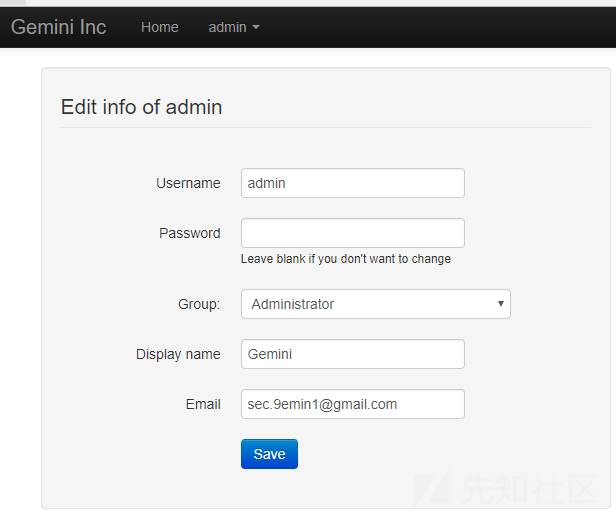 Gemini Inc Home admin
Edit info of admin
Username admin
Password
Leave blank if you don't want to change
Group: Administrator
Display name Gemini
Email sec.9emin1@gmail.com
Save
先知社区